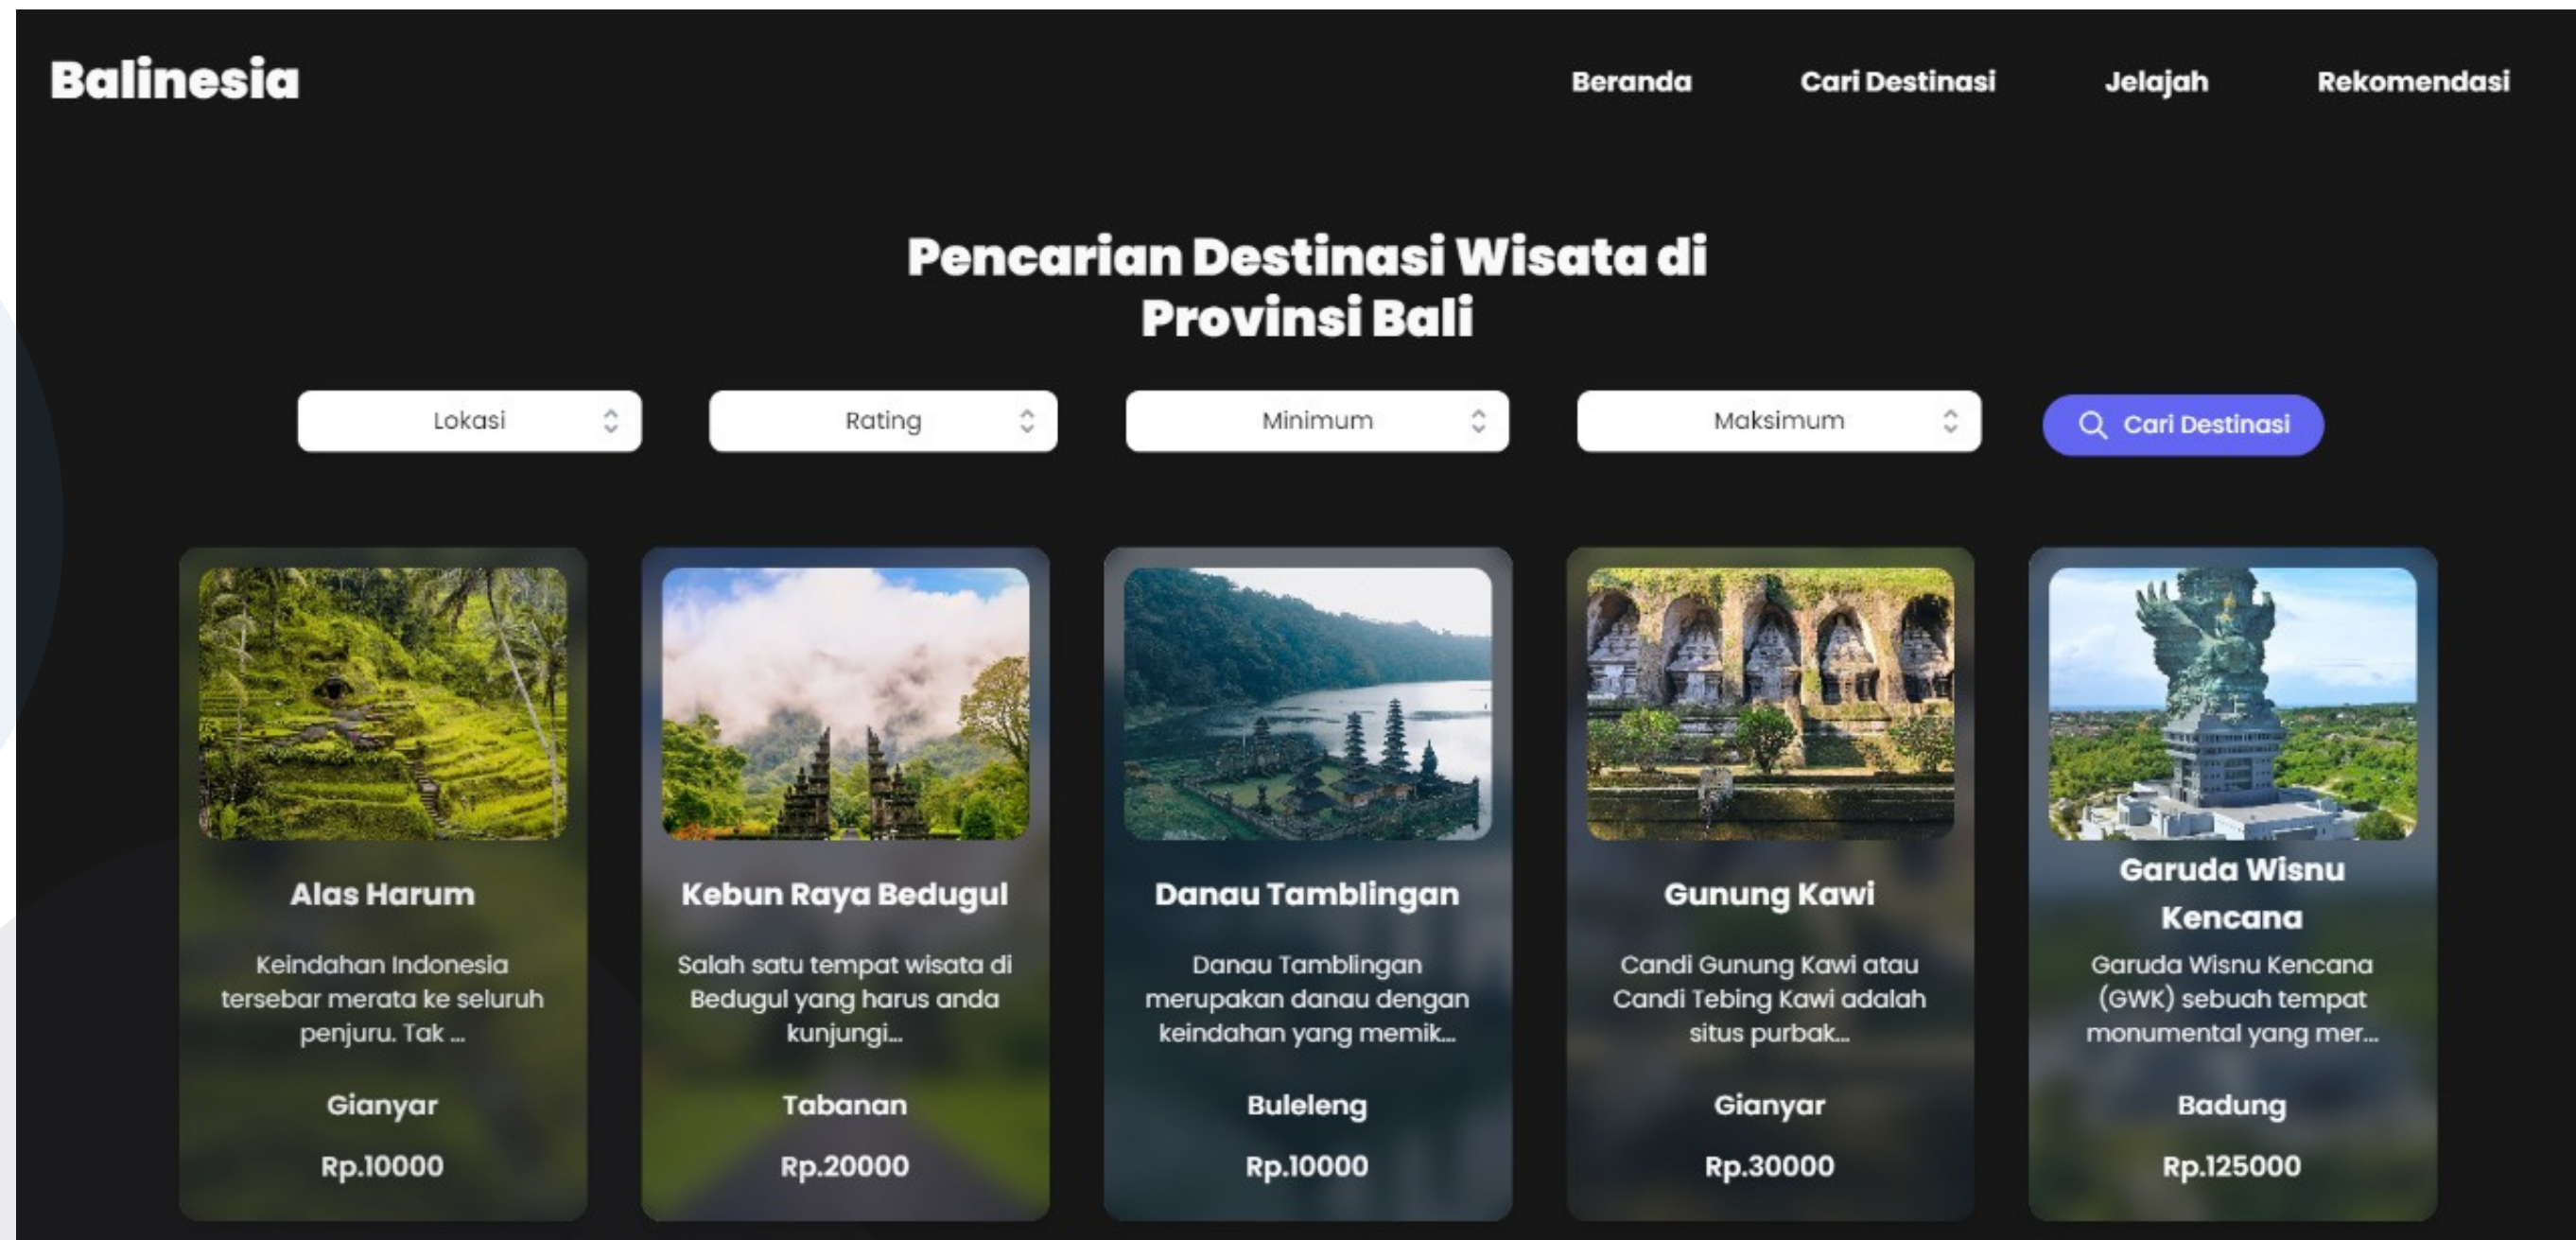 Balinesia
Beranda Cari Destinasi Jelajah Rekomendasi
Pencarian Destinasi Wisata di
Provinsi Bali
Lokasi Rating Minimum Maksimum Cari Destinasi
Alas Harum
Keindahan Indonesia
tersebar merata ke seluruh
penjuru. Tak ...
Gianyar
Rp.10000
Kebun Raya Bedugul
Salah satu tempat wisata di
Bedugul yang harus anda
kunjungi...
Tabanan
Rp.20000
Danau Tamblingan
Danau Tamblingan
merupakan danau dengan
keindahan yang memik...
Buleleng
Rp.10000
Gunung Kawi
Candi Gunung Kawi atau
Candi Tebing Kawi adalah
situs purbak...
Gianyar
Rp.30000
Garuda Wisnu
Kencana
Garuda Wisnu Kencana
(GWK) sebuah tempat
monumental yang mer...
Badung
Rp.125000